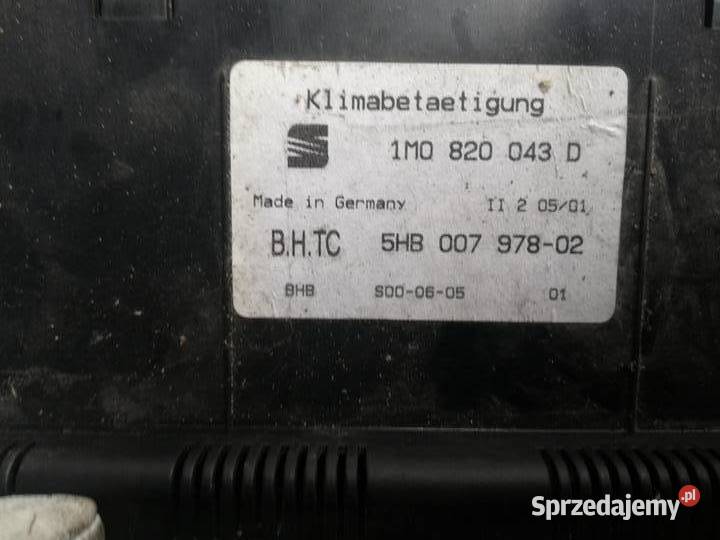 Klimabetaetigung
1M0 820 043 D
Made in Germany II 2 05/01
B.H.TC 5HB 007 978-02
BHB S00-06-05 01
Sprzedajemy.pl